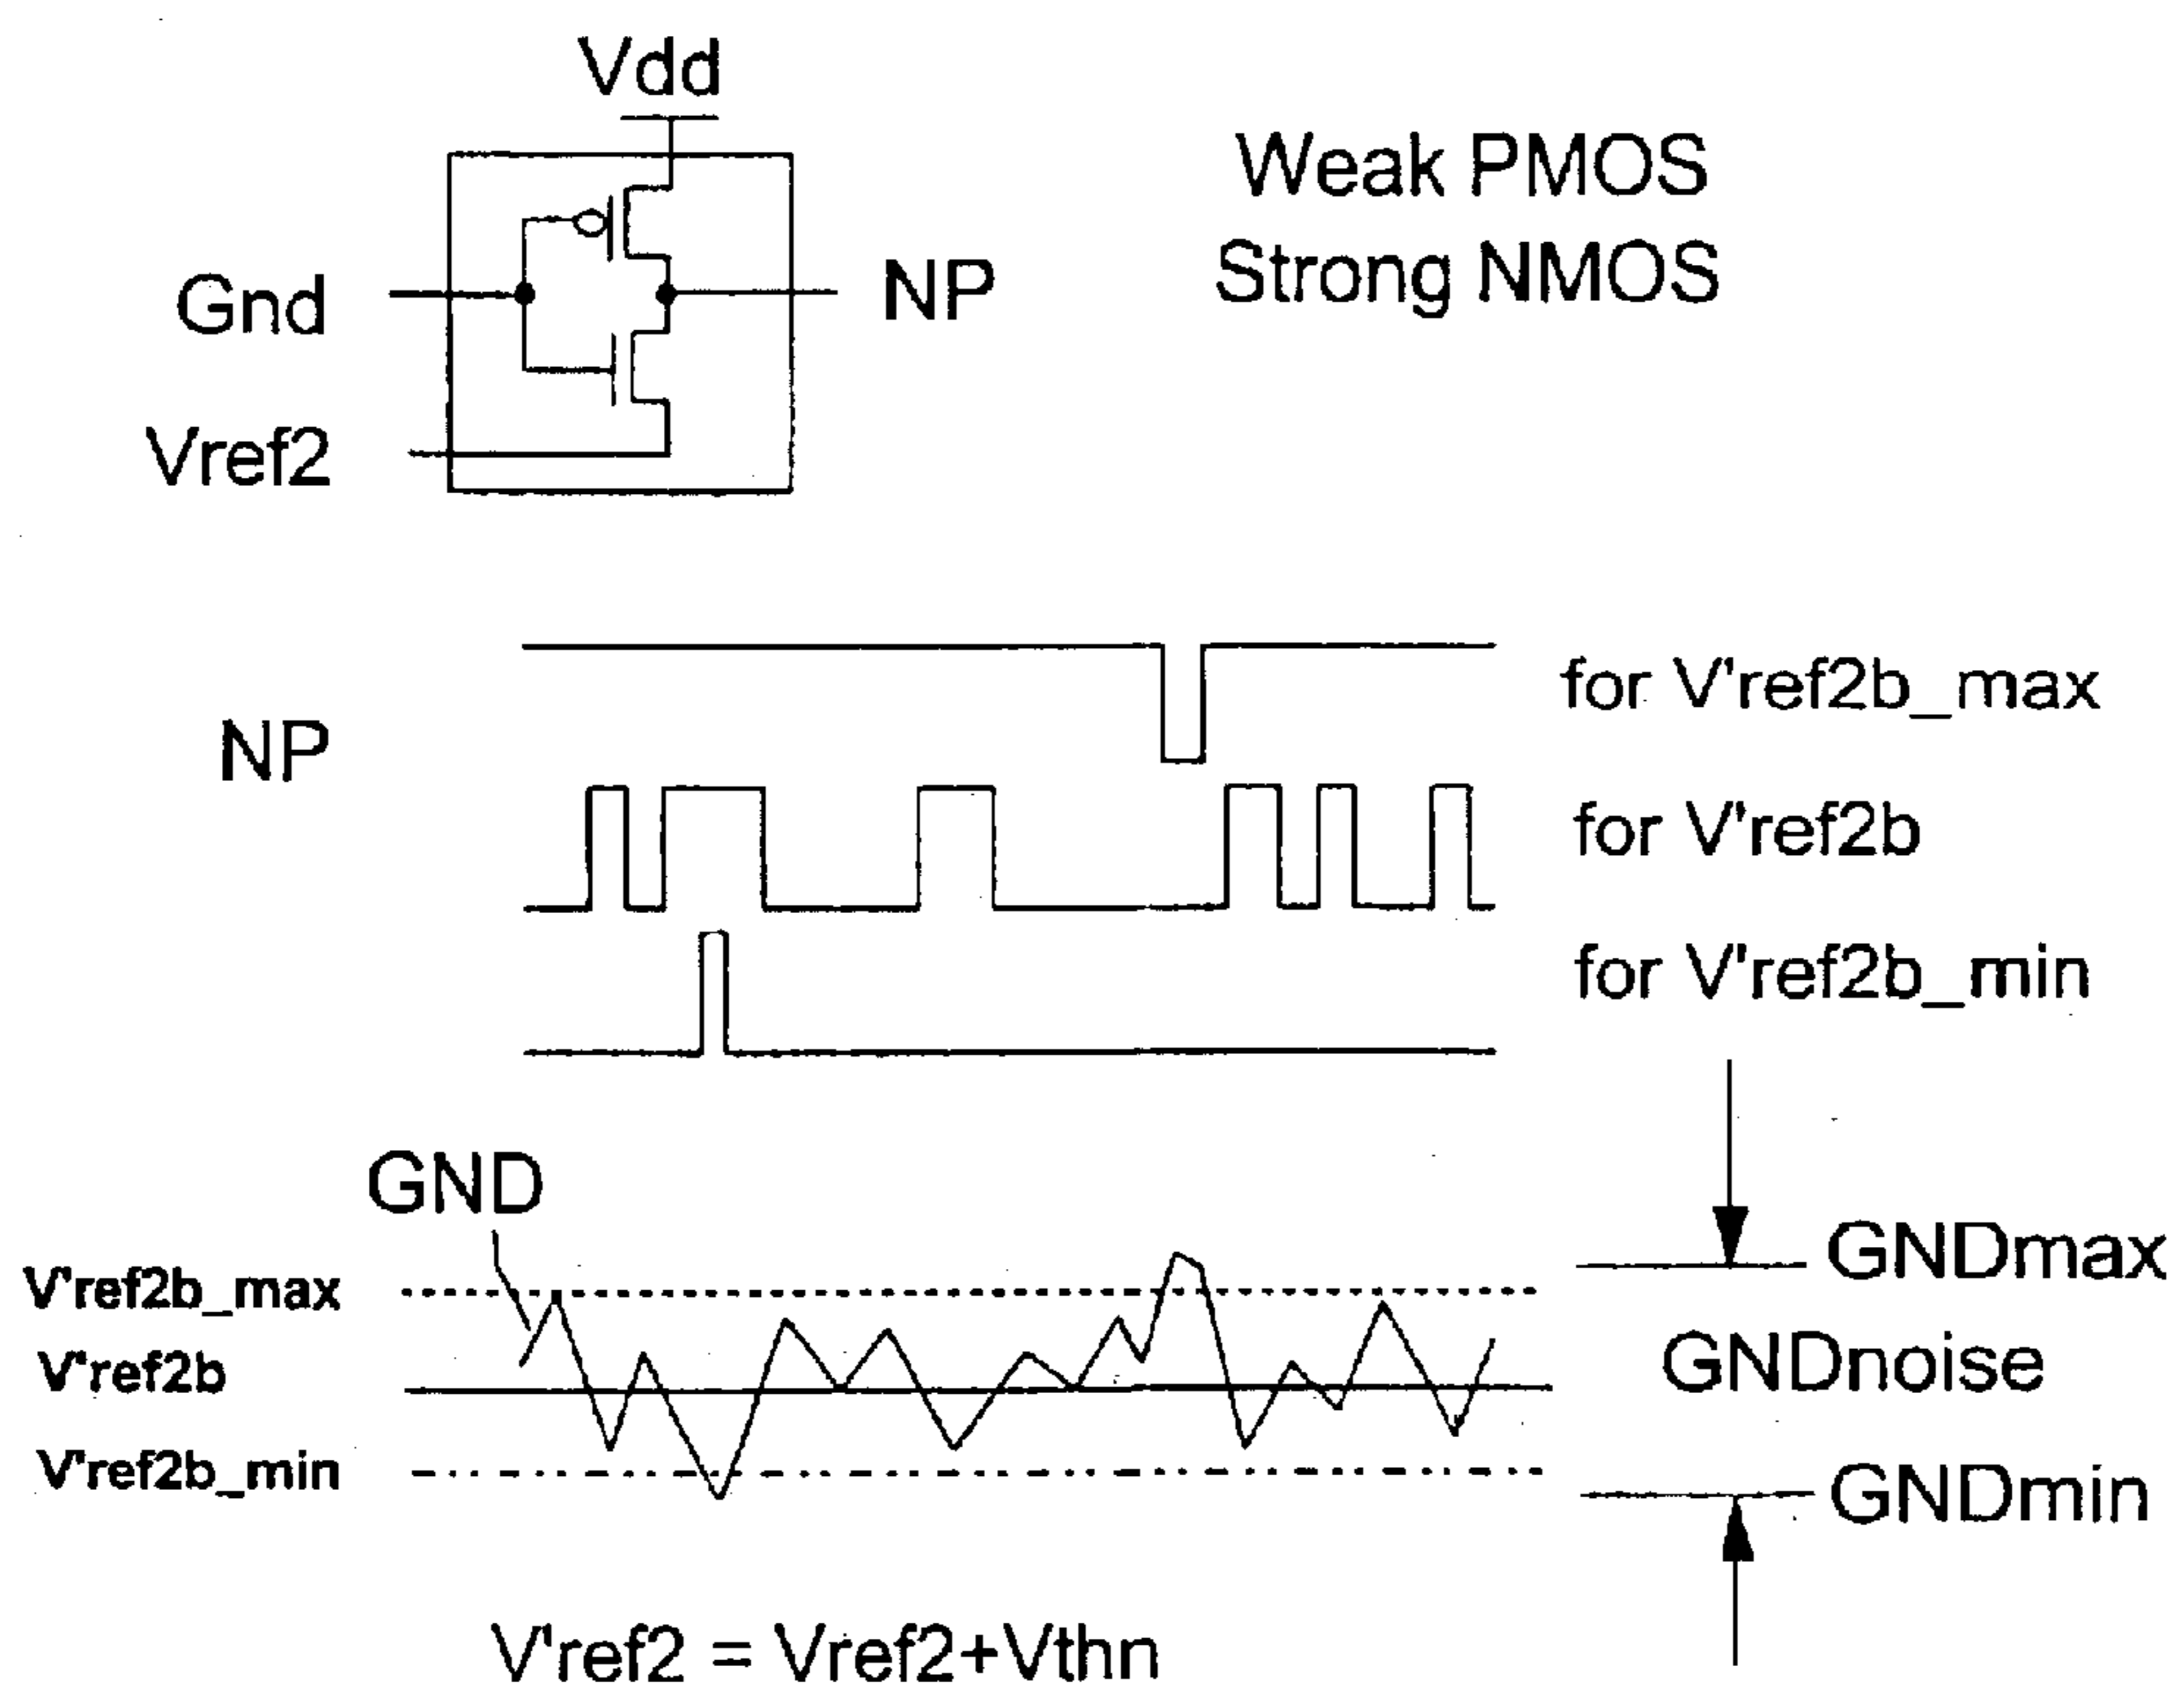 Vdd
Weak PMOS
Strong NMOS
Gnd
NP
Vref2
for V'ref2b_max
NP
for V'ref2b
for V'ref2b_min
GND
GNDmax
V'ref2b_max
V'ref2b
GNDnoise
V'ref2b_min
GNDmin
V'ref2 = Vref2+Vthn